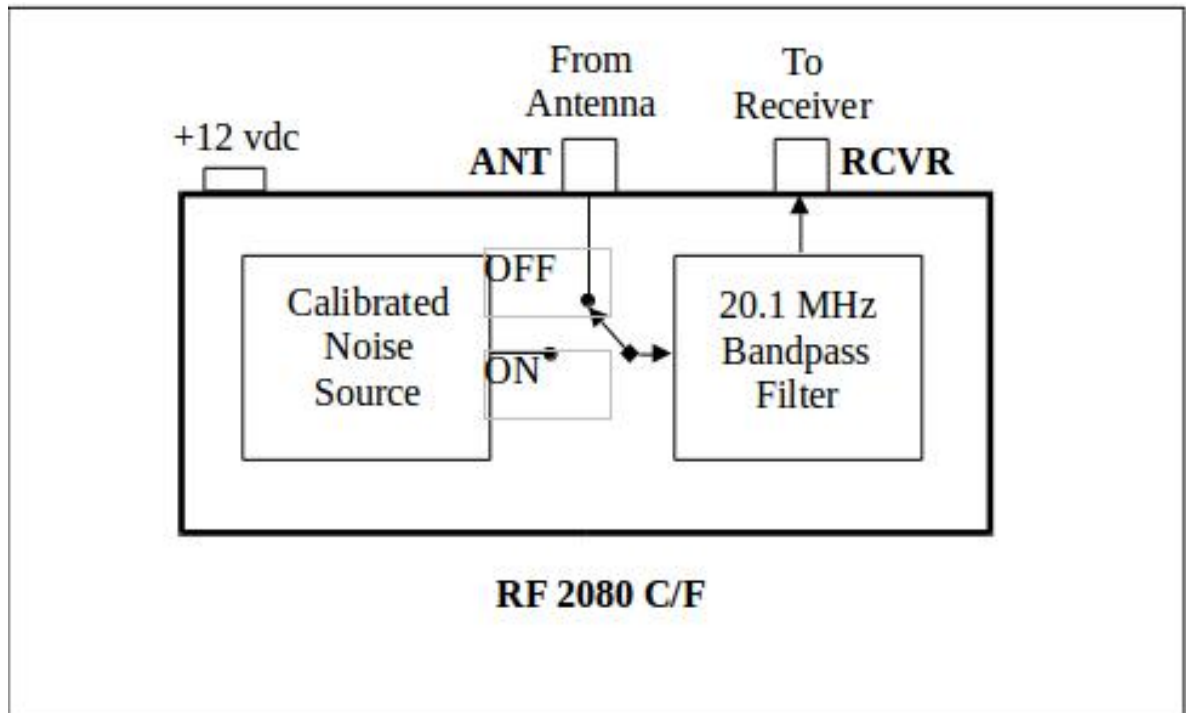 From
Antenna
To
Receiver
+12 vdc
ANT
RCVR
OFF
Calibrated
Noise
Source
ON
20.1 MHz
Bandpass
Filter
RF 2080 C/F